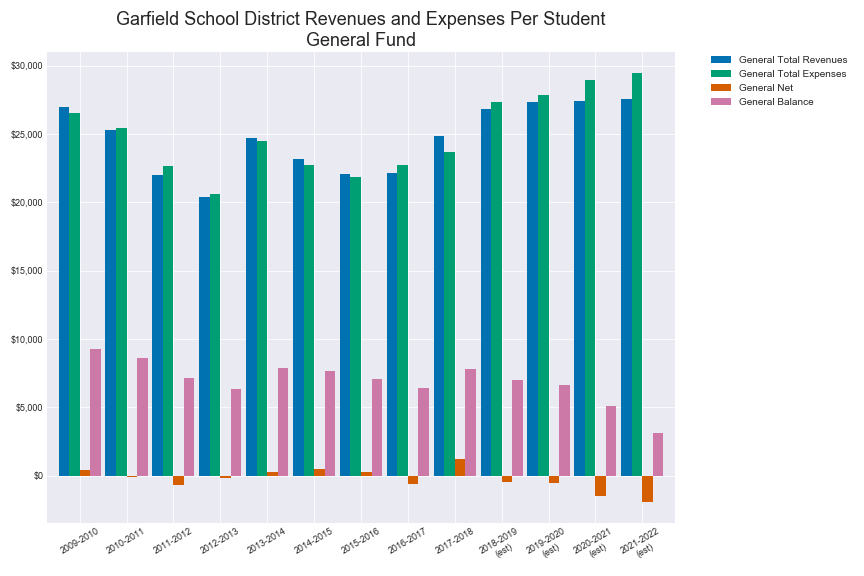 Garfield School District Revenues and Expenses Per Student
General Fund
General Total Revenues
General Total Expenses
General Net
General Balance
$30,000
$25,000
$20,000
$15,000
$10,000
$5,000
$0
2009-2010
2010-2011
2011-2012
2012-2013
2013-2014
2014-2015
2015-2016
2016-2017
2017-2018
2018-2019
(est)
2019-2020
(est)
2020-2021
(est)
2021-2022
(est)